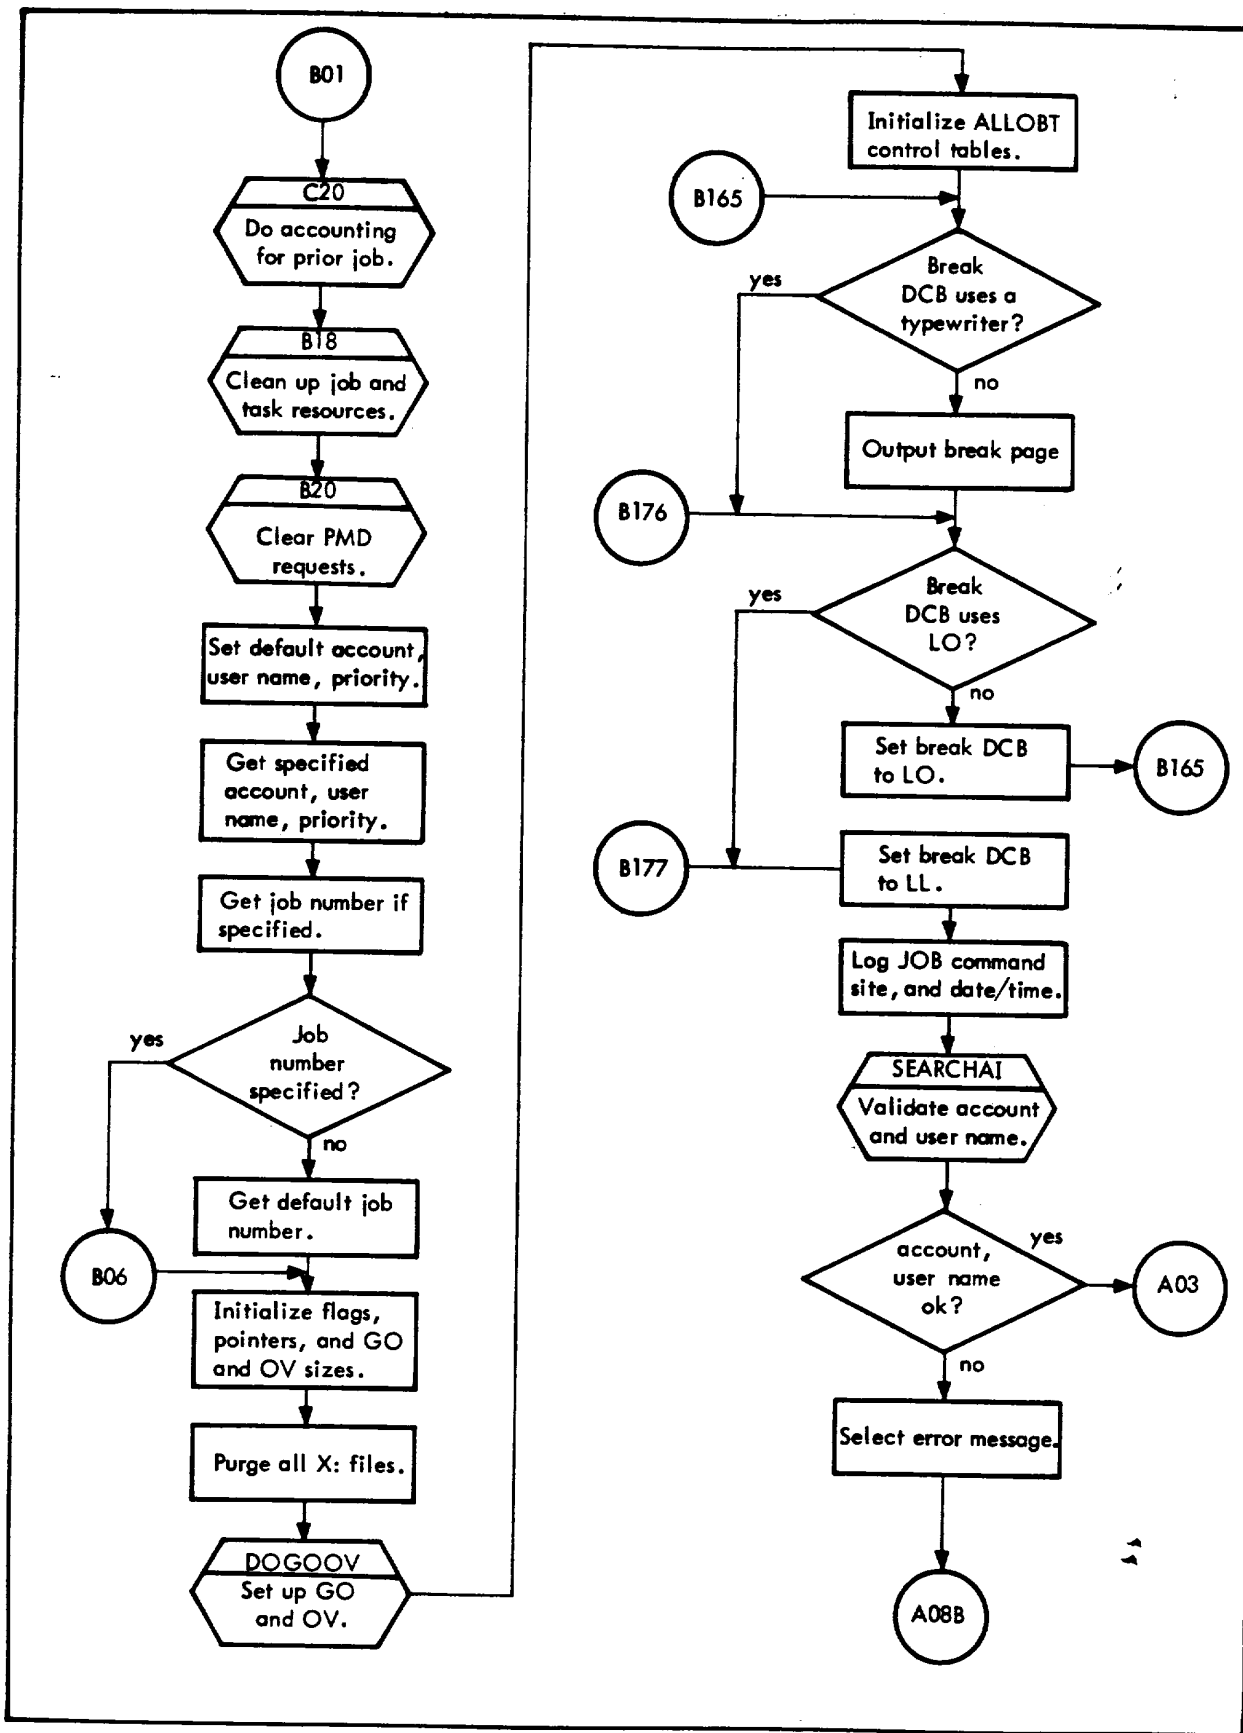 B01
C20
Do accounting
for prior job.
B18
Clean up job and
task resources.
B20
Clear PMD
requests.
Set default account,
user name, priority.
Get specified
account, user
name, priority.
Get job number if
specified.
yes
Job
number
specified?
no
Get default job
number.
B06
Initialize flags,
pointers, and GO
and OV sizes.
Purge all X: files.
DOGOOV
Set up GO
and OV.
Initialize ALLOBT
control tables.
B165
yes
Break
DCB uses a
typewriter?
no
Output break page
B176
yes
Break
DCB uses
LO?
no
Set break DCB
to LO.
B165
B177
Set break DCB
to LL.
Log JOB command
site, and date/time.
SEARCHAI
Validate account
and user name.
account,
user name
ok?
yes
A03
no
Select error message.
A08B